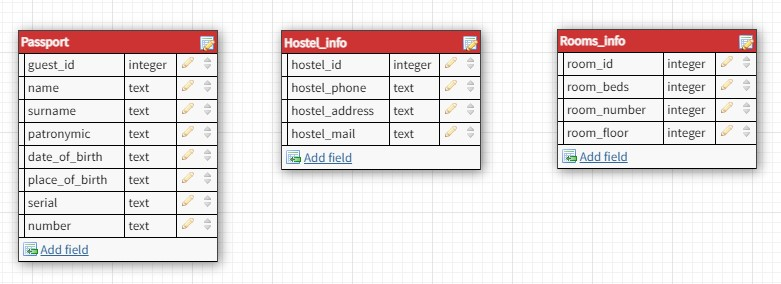 Passport
guest_id integer
name text
surname text
patronymic text
date_of_birth text
place_of_birth text
serial text
number text
Add field
Hostel_info
hostel_id integer
hostel_phone text
hostel_address text
hostel_mail text
Add field
Rooms_info
room_id integer
room_beds integer
room_number integer
room_floor integer
Add field